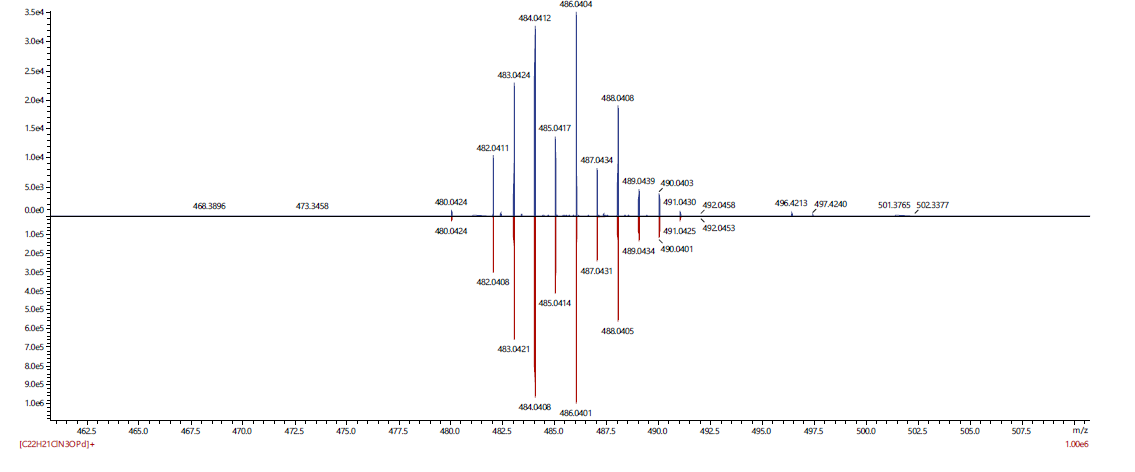 486.0404
3.5e4
484.0412
3.0e4
2.5e4
483.0424
2.0e4
488.0408
1.5e4
485.0417
482.0411
1.0e4
487.0434
5.0e3
489.0439
490.0403
468.3896
473.3458
480.0424
491.0430
492.0458
496.4213
497.4240
501.3765
502.3377
0.0e0
480.0424
491.0425
492.0453
1.0e5
489.0434
490.0401
2.0e5
487.0431
3.0e5
482.0408
4.0e5
485.0414
5.0e5
488.0405
6.0e5
483.0421
7.0e5
8.0e5
9.0e5
484.0408
486.0401
1.0e6
462.5 465.0 467.5 470.0 472.5 475.0 477.5 480.0 482.5 485.0 487.5 490.0 492.5 495.0 497.5 500.0 502.5 505.0 507.5 m/z
[C22H21ClN3OPd]+ 1.00e6